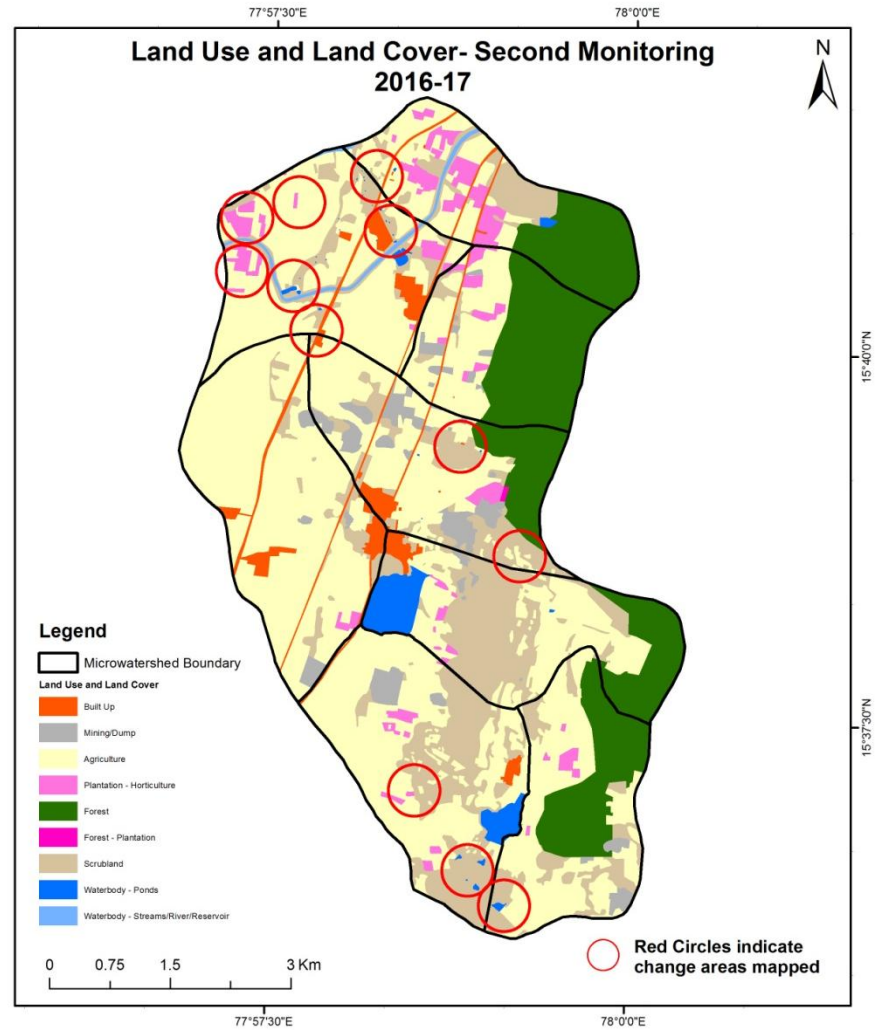 77°57'30"E
78°0'0"E
Land Use and Land Cover- Second Monitoring
2016-17
N
15°40'0"N
15°37'30"N
Legend
Microwatershed Boundary
Land Use and Land Cover
Built Up
Mining/Dump
Agriculture
Plantation - Horticulture
Forest
Forest - Plantation
Scrubland
Waterbody - Ponds
Waterbody - Streams/River/Reservoir
0 0.75 1.5 3 Km
Red Circles indicate
change areas mapped
77°57'30"E
78°0'0"E